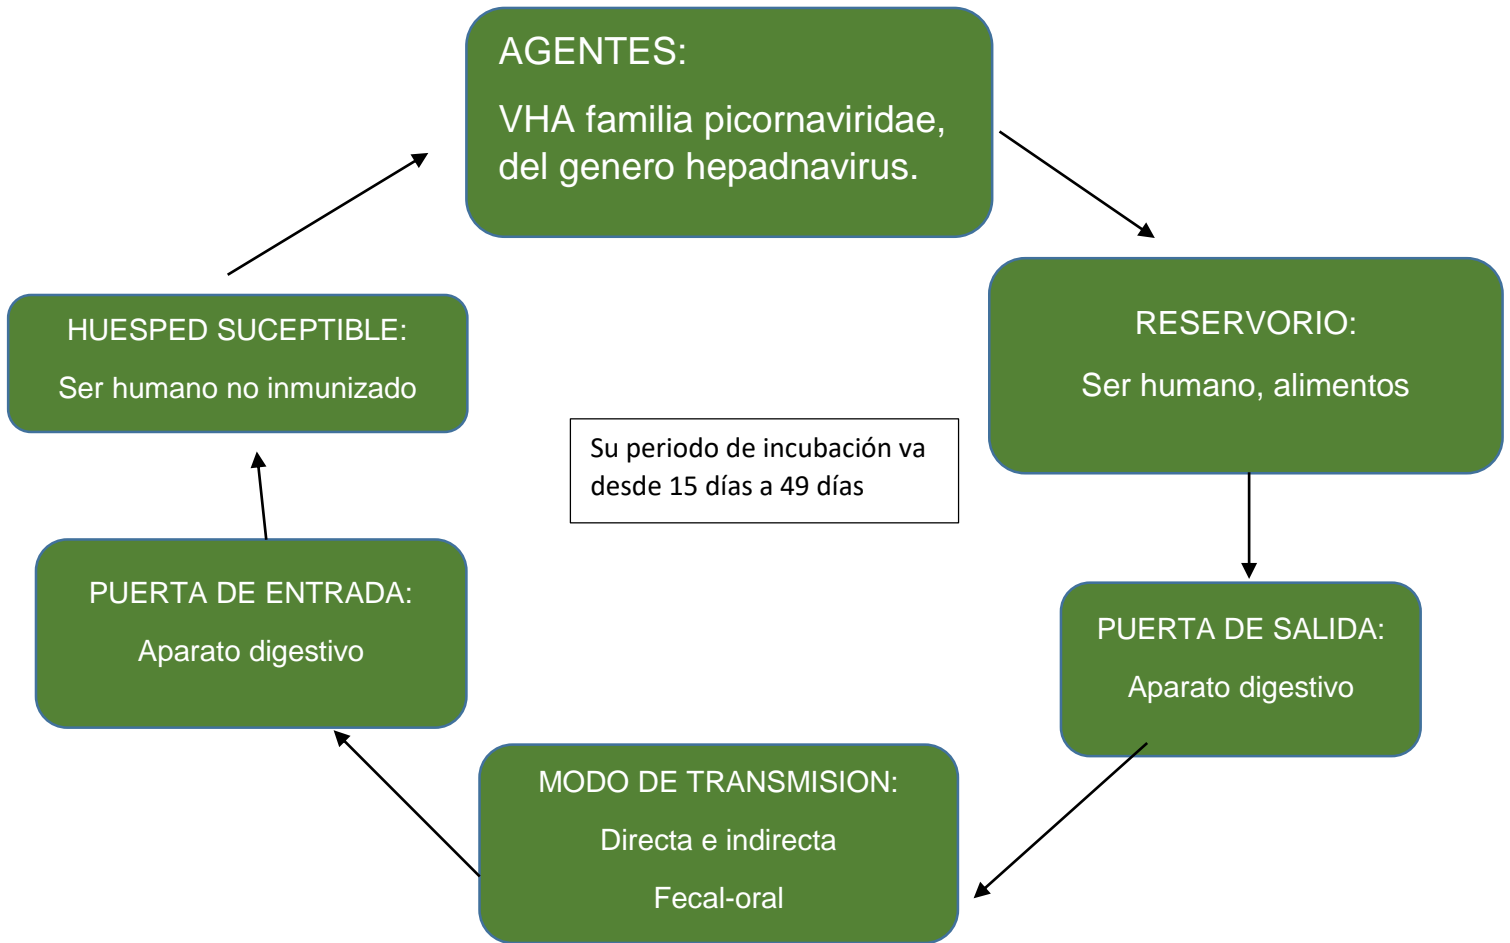 AGENTES:
VHA familia picornaviridae,
del genero hepadnavirus.
RESERVORIO:
Ser humano, alimentos
PUERTA DE SALIDA:
Aparato digestivo
MODO DE TRANSMISION:
Directa e indirecta
Fecal-oral
PUERTA DE ENTRADA:
Aparato digestivo
HUESPED SUCEPTIBLE:
Ser humano no inmunizado
Su periodo de incubación va
desde 15 días a 49 días